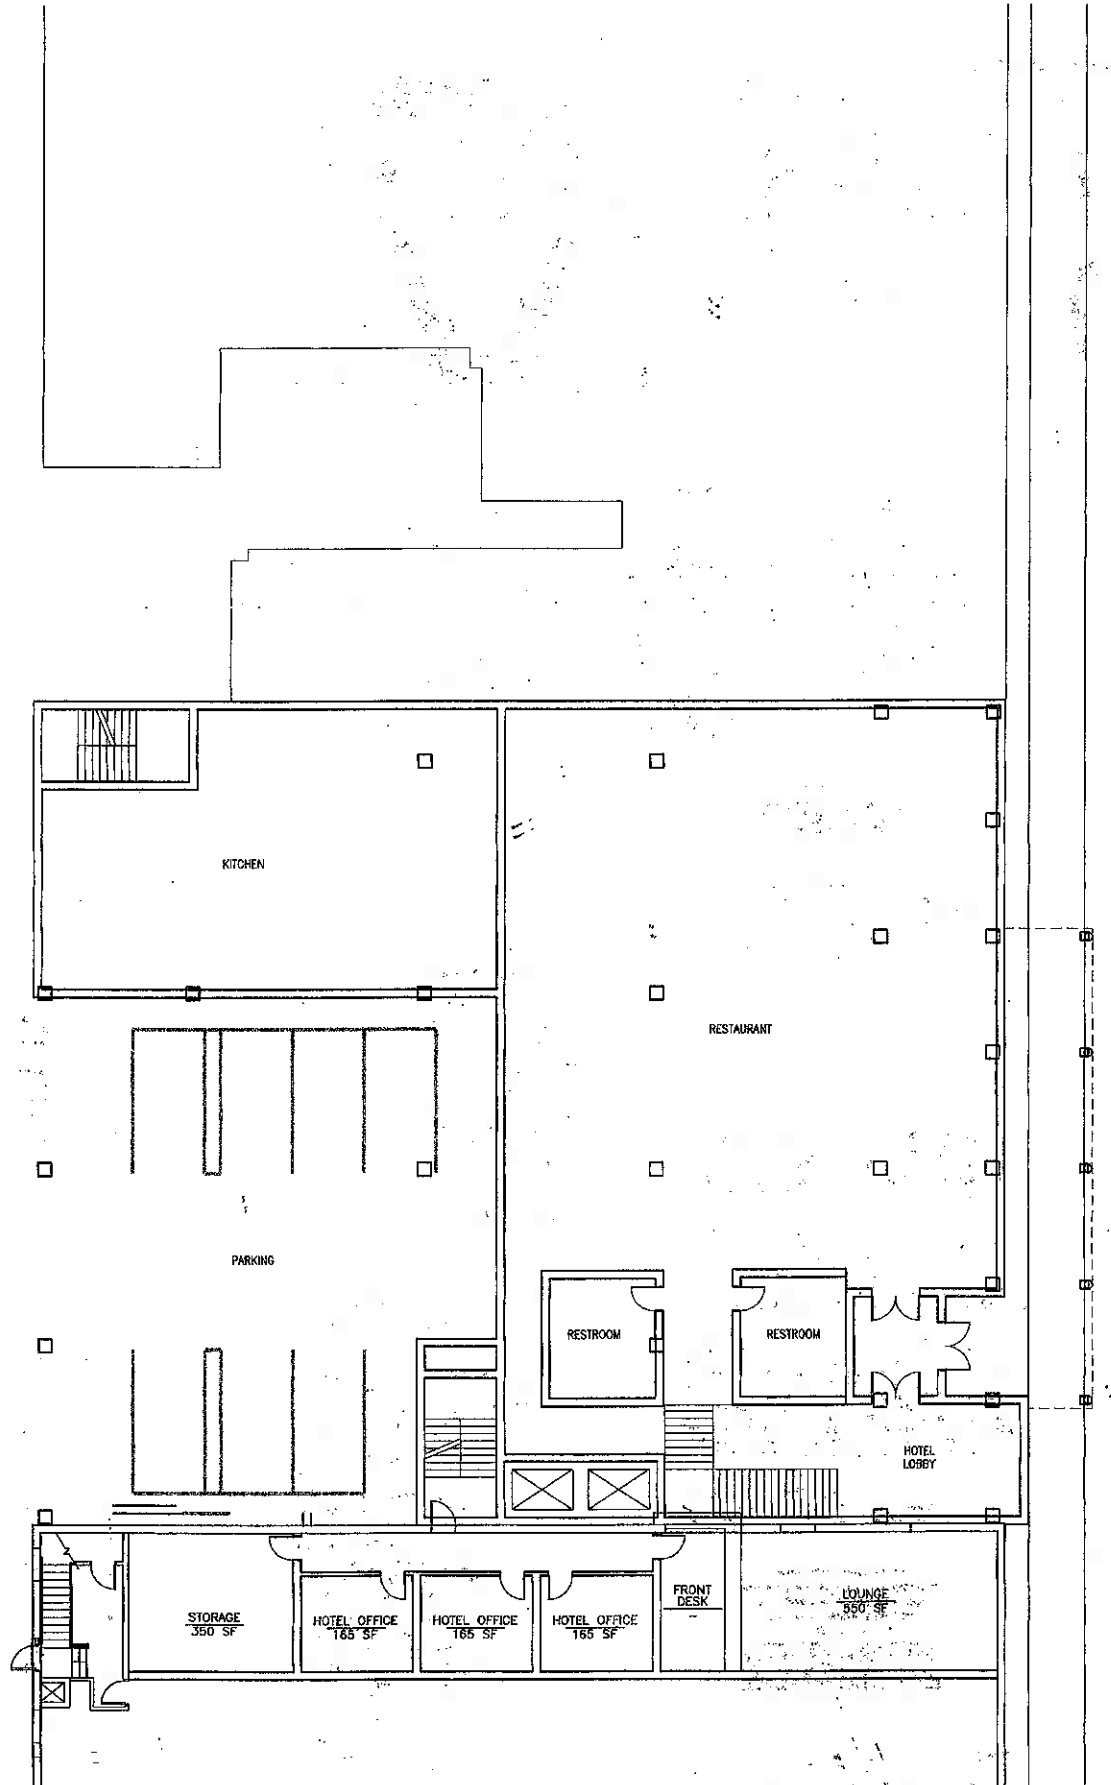 KITCHEN
RESTAURANT
PARKING
RESTROOM
RESTROOM
HOTEL
LOBBY
STORAGE
350 SF
HOTEL OFFICE
165 SF
HOTEL OFFICE
165 SF
HOTEL OFFICE
165 SF
FRONT
DESK
LOUNGE
550 SF